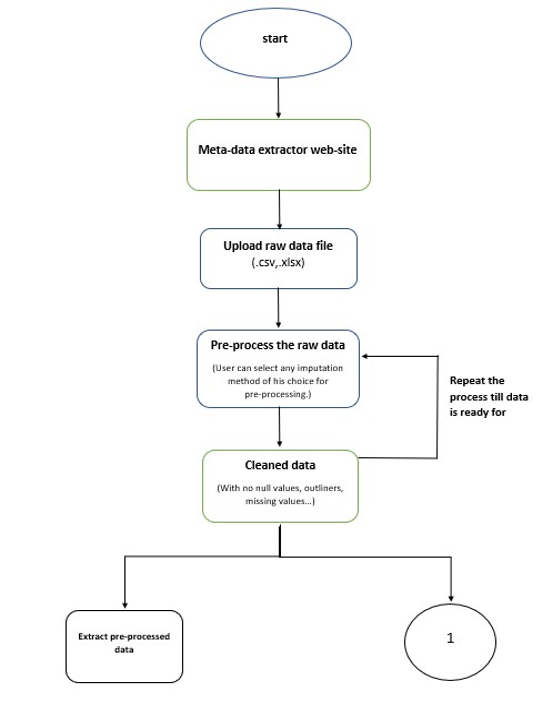 start
Meta-data extractor web-site
Upload raw data file
(.csv,.xlsx)
Pre-process the raw data
(User can select any imputation
method of his choice for
pre-processing.)
Repeat the
process till data
is ready for
Cleaned data
(With no null values, outliners,
missing values...)
Extract pre-processed
data
1